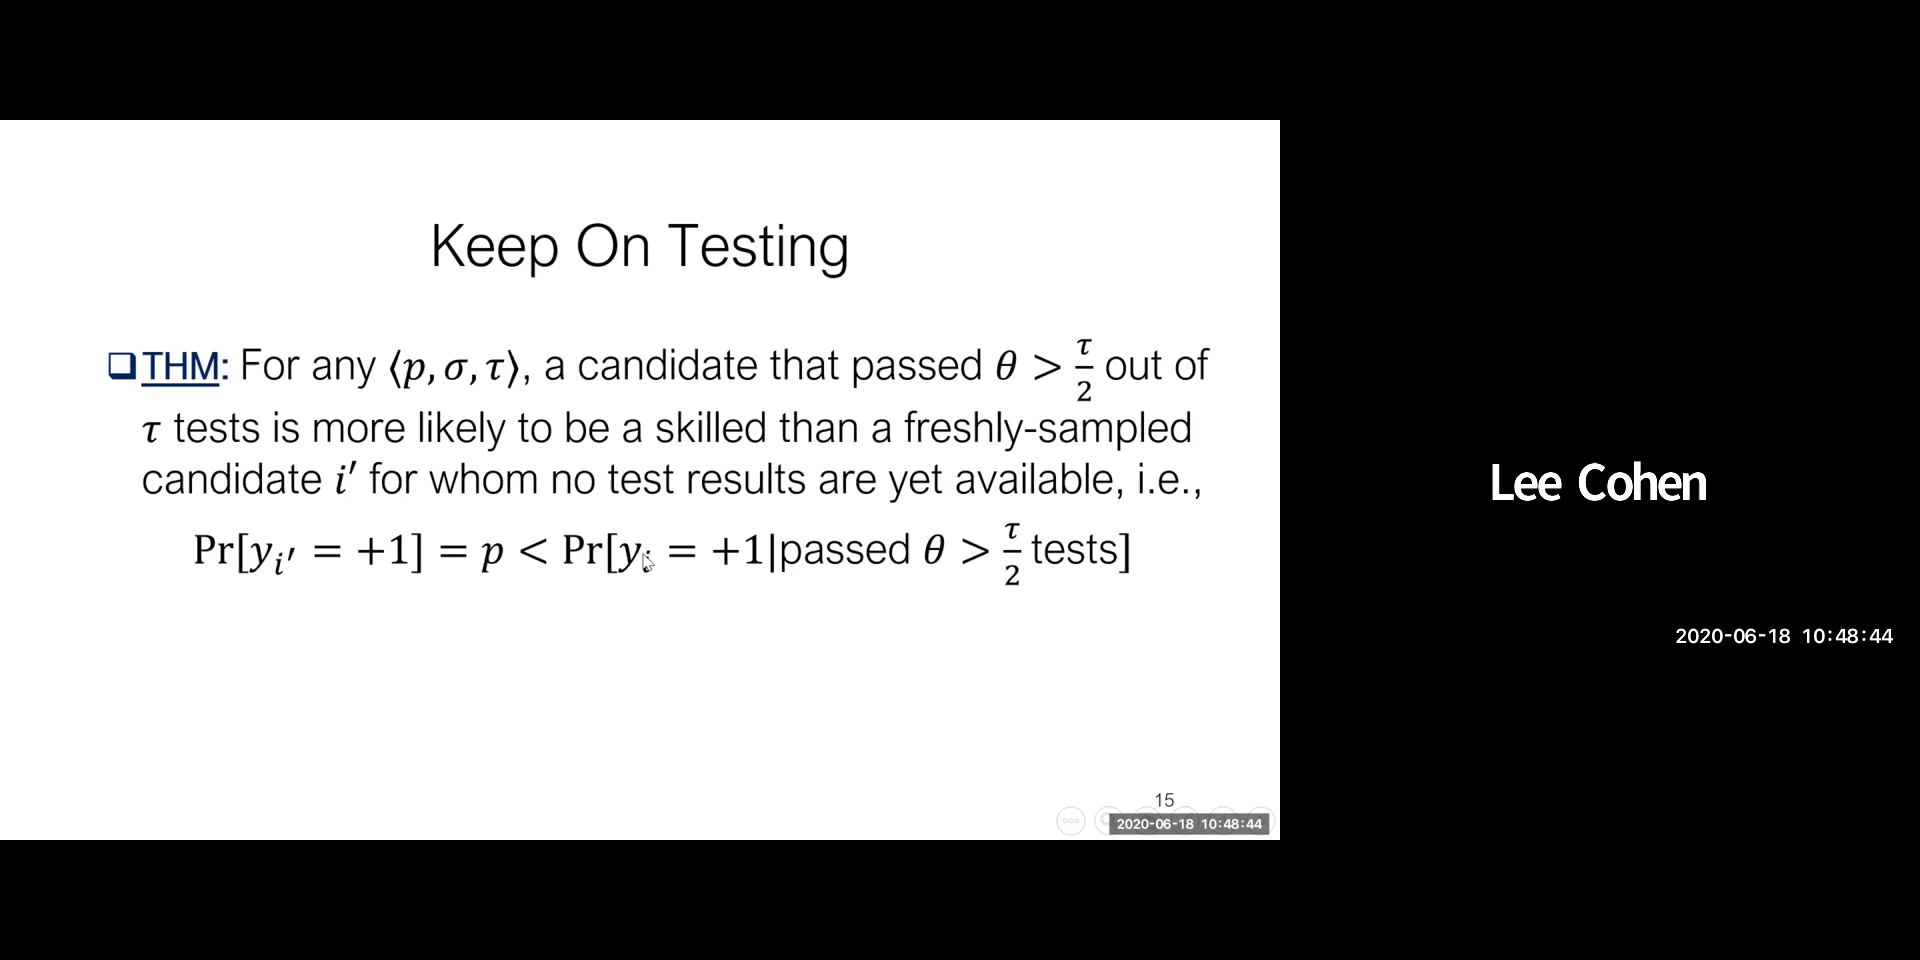 Keep On Testing
❑THM: For any ⟨p, σ, τ⟩, a candidate that passed θ > τ/2 out of
τ tests is more likely to be a skilled than a freshly-sampled
candidate i′ for whom no test results are yet available, i.e.,
Pr[y_{i′} = +1] = p < Pr[y_i = +1|passed θ > τ/2 tests]
15
2020-06-18 10:48:44
Lee Cohen
2020-06-18 10:48:44